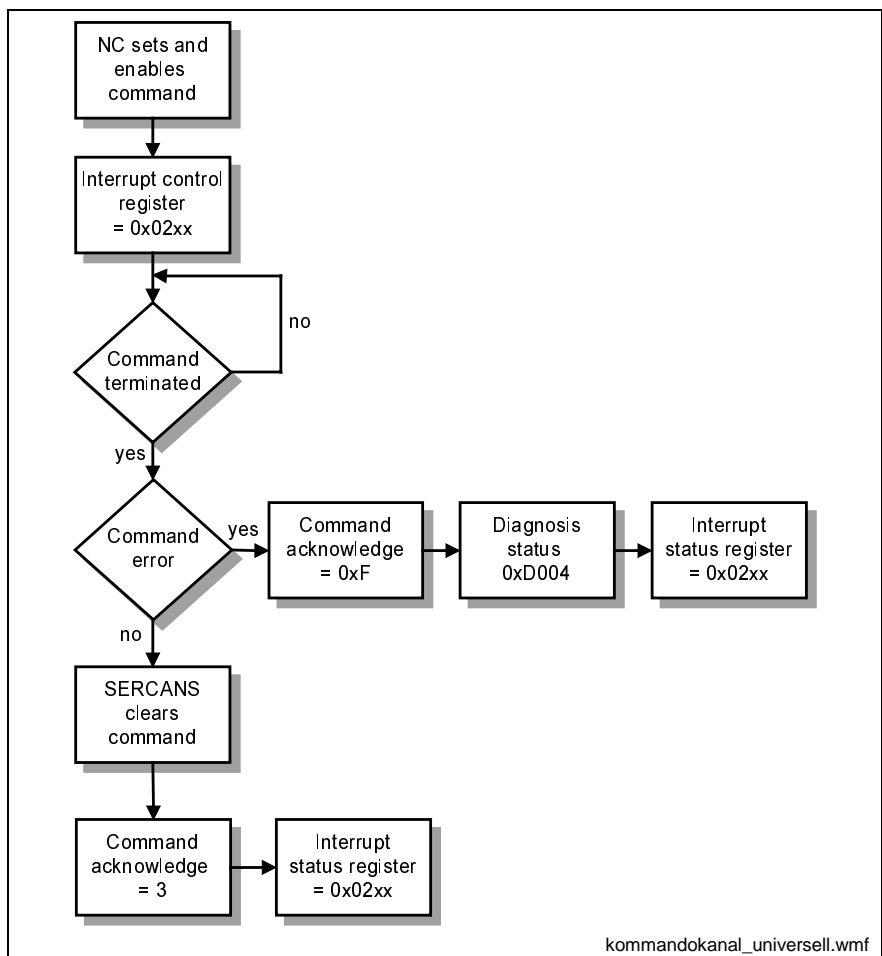 NC sets and
enables
command
Interrupt control
register
= 0x02xx
no
Command
terminated
yes
Command
error
yes
Command
acknowledge
= 0xF
Diagnosis
status
0xD004
Interrupt
status register
= 0x02xx
no
SERCANS
clears
command
Command
acknowledge
= 3
Interrupt
status register
= 0x02xx
kommandokanal_universell.wmf